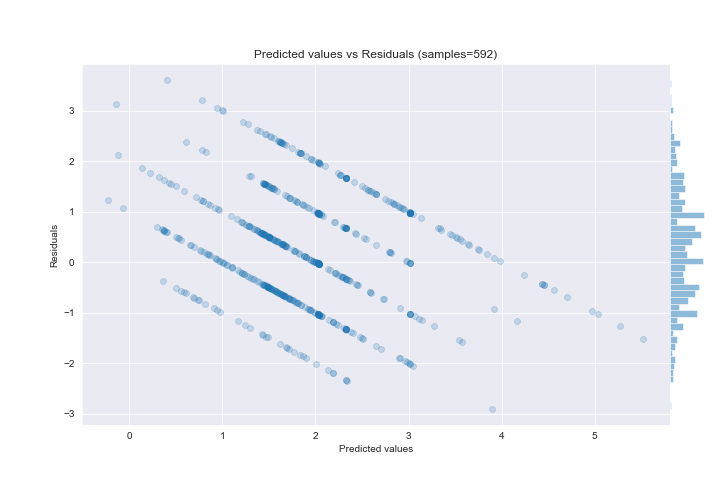 Predicted values vs Residuals (samples=592)
3
2
1
0
−1
−2
−3
Residuals
0 1 2 3 4 5
Predicted values